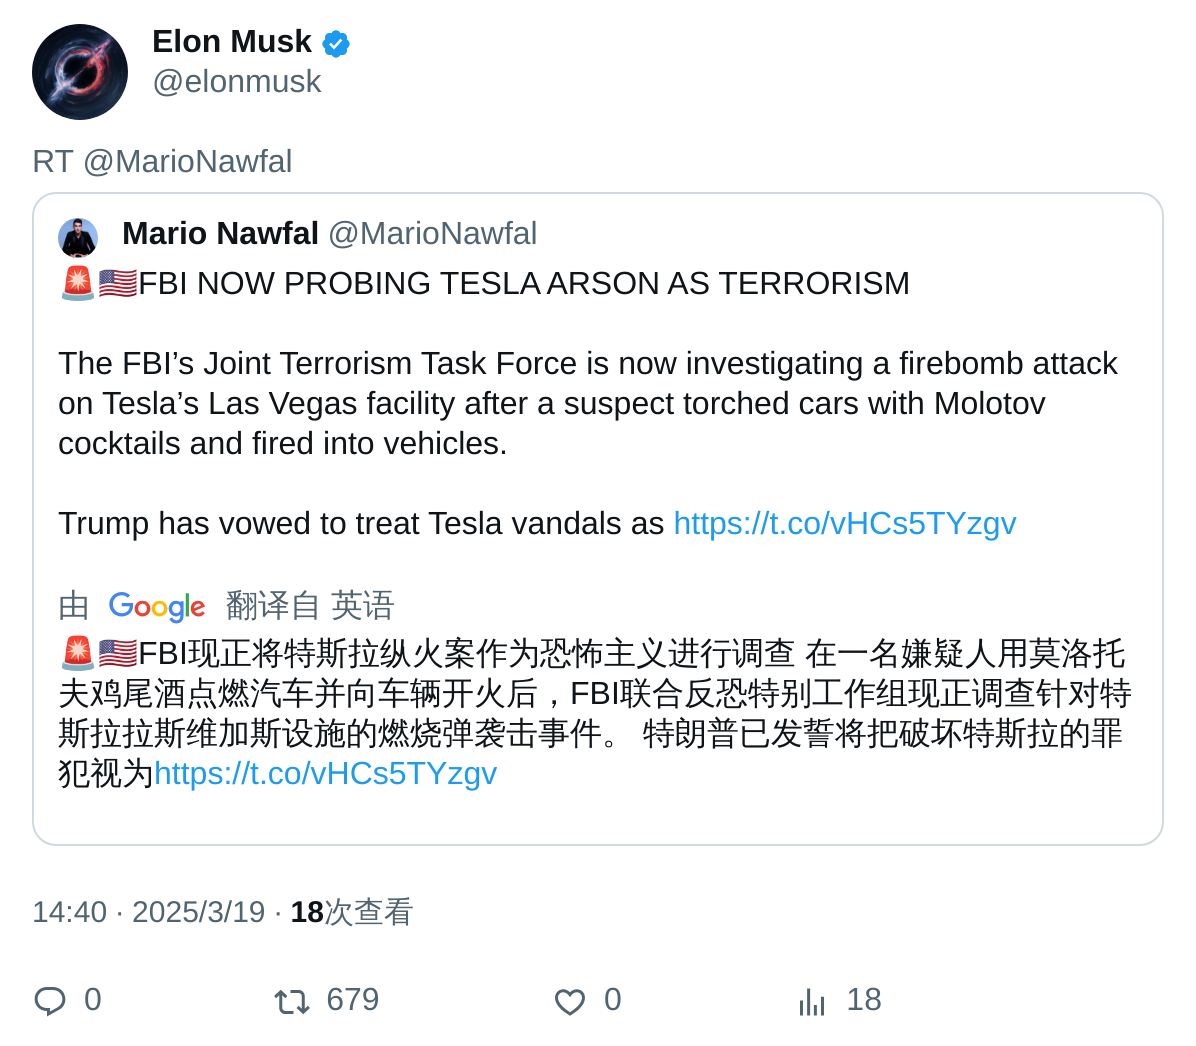 Elon Musk
@elonmusk
RT @MarioNawfal
Mario Nawfal @MarioNawfal
🚨🇺🇸FBI NOW PROBING TESLA ARSON AS TERRORISM
The FBI’s Joint Terrorism Task Force is now investigating a firebomb attack
on Tesla’s Las Vegas facility after a suspect torched cars with Molotov
cocktails and fired into vehicles.
Trump has vowed to treat Tesla vandals as https://t.co/vHCs5TYzgv
由 Google 翻译自 英语
🚨🇺🇸FBI现正将特斯拉纵火案作为恐怖主义进行调查 在一名嫌疑人用莫洛托
夫鸡尾酒点燃汽车并向车辆开火后，FBI联合反恐特别工作组现正调查针对特
斯拉拉斯维加斯设施的燃烧弹袭击事件。 特朗普已发誓将把破坏特斯拉的罪
犯视为https://t.co/vHCs5TYzgv
14:40 · 2025/3/19 · 18次查看
0 679 0 18